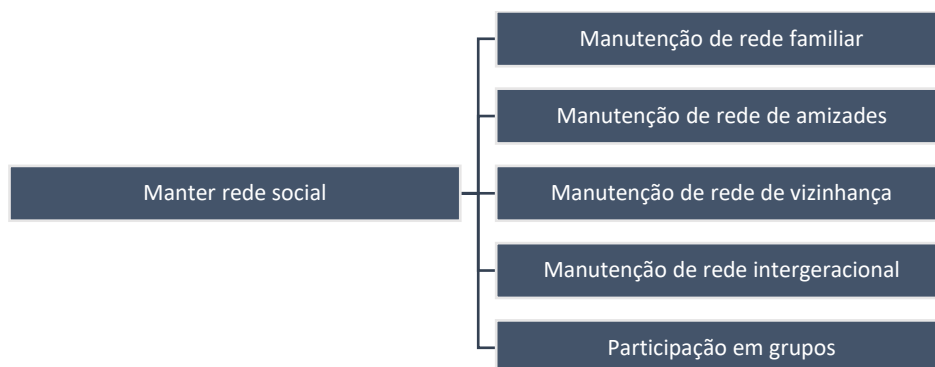 Manutenção de rede familiar
Manutenção de rede de amizades
Manter rede social
Manutenção de rede de vizinhança
Manutenção de rede intergeracional
Participação em grupos